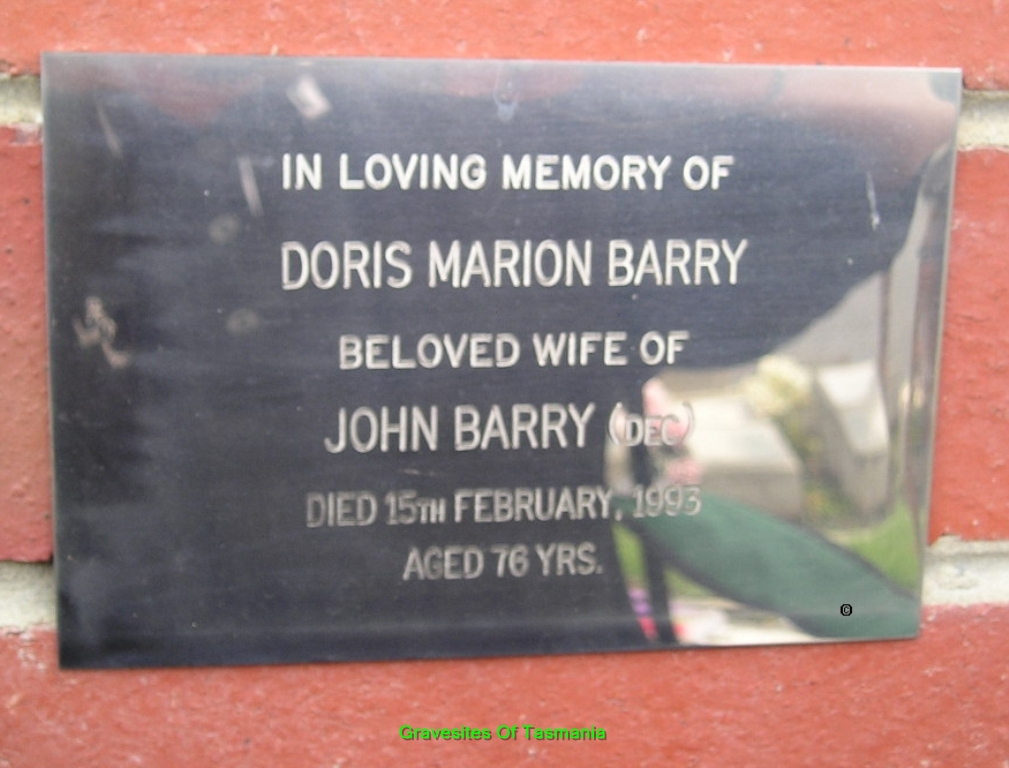 IN LOVING MEMORY OF
DORIS MARION BARRY
BELOVED WIFE OF
JOHN BARRY (DEC)
DIED 15TH FEBRUARY, 1993
AGED 76 YRS.
©
Gravesites Of Tasmania